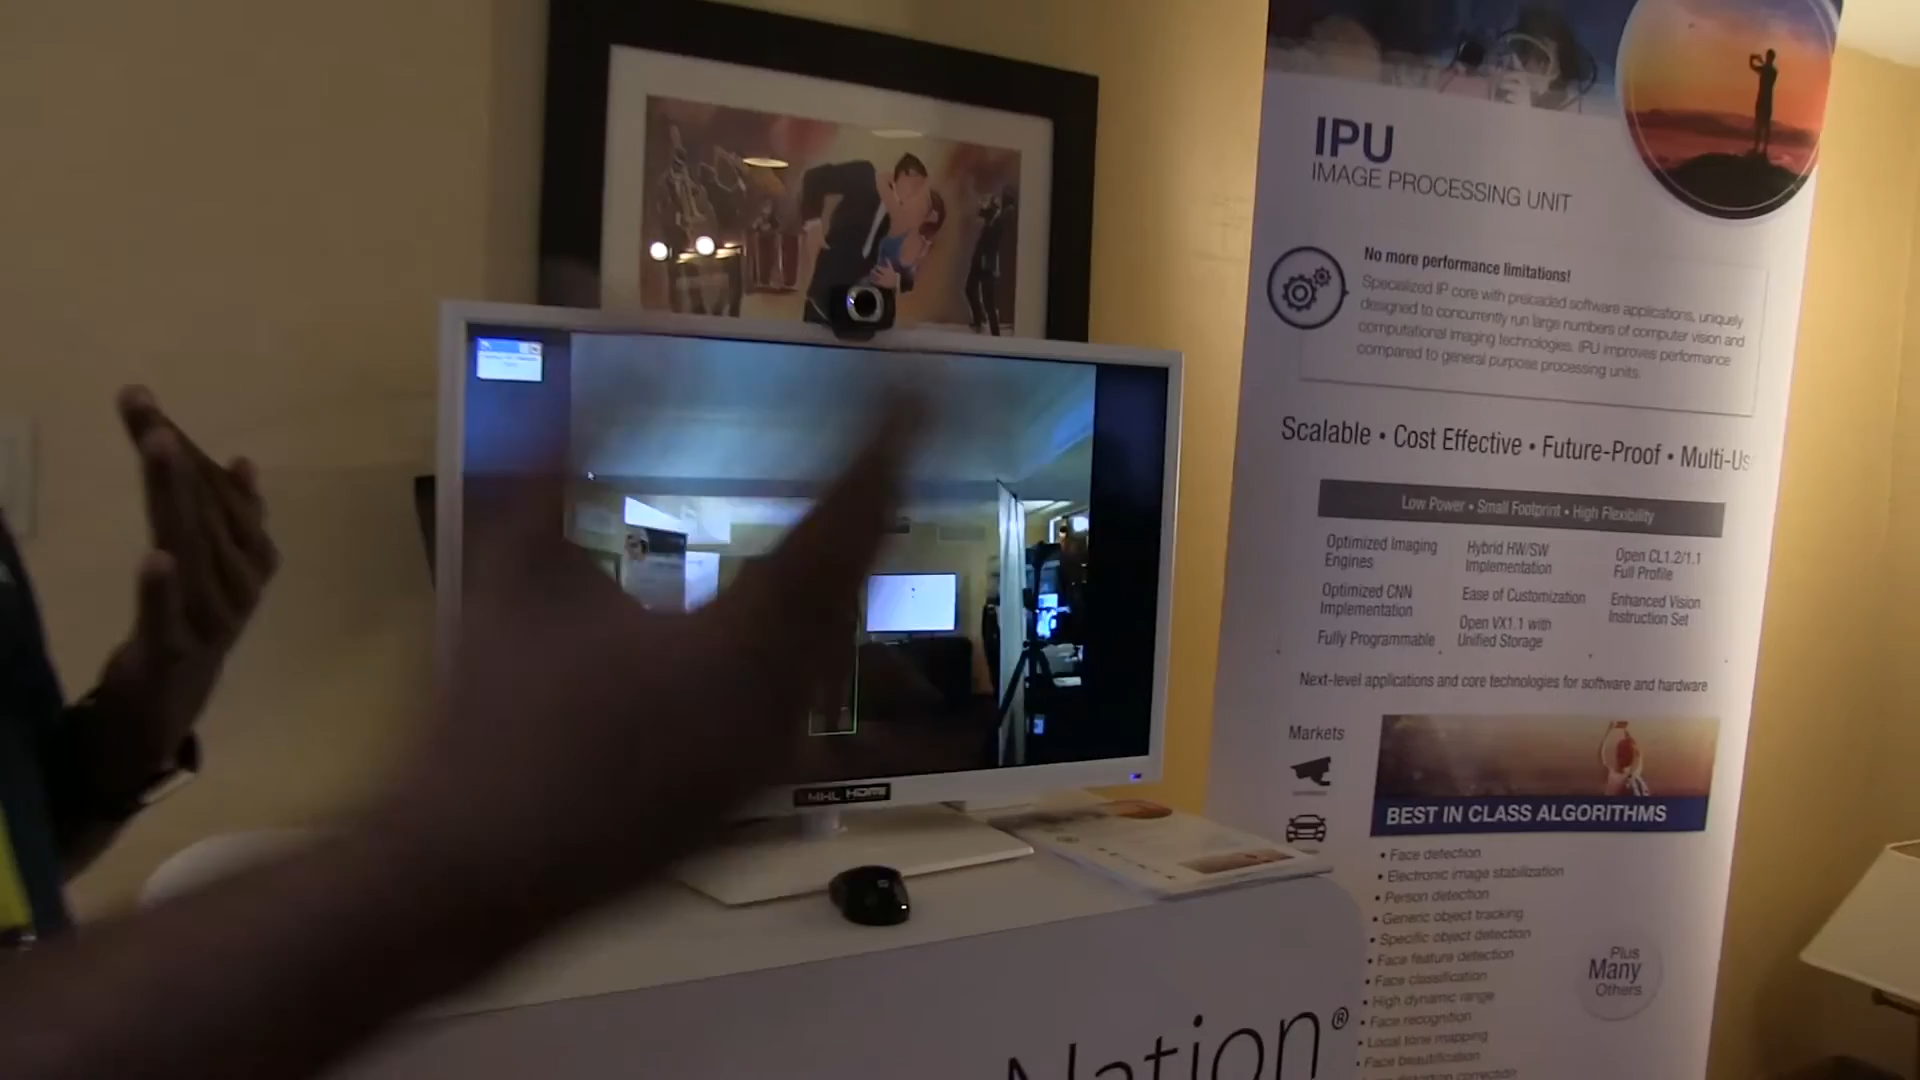 IPU
IMAGE PROCESSING UNIT
No more performance limitations!
Specialized IP core with preloaded software applications, uniquely
designed to concurrently run large numbers of computer vision and
computational imaging technologies. IPU improves performance
compared to general purpose processing units.
Scalable • Cost Effective • Future-Proof • Multi-Us
Low Power • Small Footprint • High Flexibility
Optimized Imaging
Engines
Optimized CNN
Implementation
Fully Programmable
Hybrid HW/SW
Implementation
Ease of Customization
Open VX1.1 with
Unified Storage
Open CL1.2/1.1
Full Profile
Enhanced Vision
Instruction Set
Next-level applications and core technologies for software and hardware
Markets
BEST IN CLASS ALGORITHMS
• Face detection
• Electronic image stabilization
• Person detection
• Generic object tracking
• Specific object detection
• Face feature detection
• Face classification
• High dynamic range
• Face recognition
• Local tone mapping
• Face beautification
Plus
Many
Others
MHL HDMI
Nation®